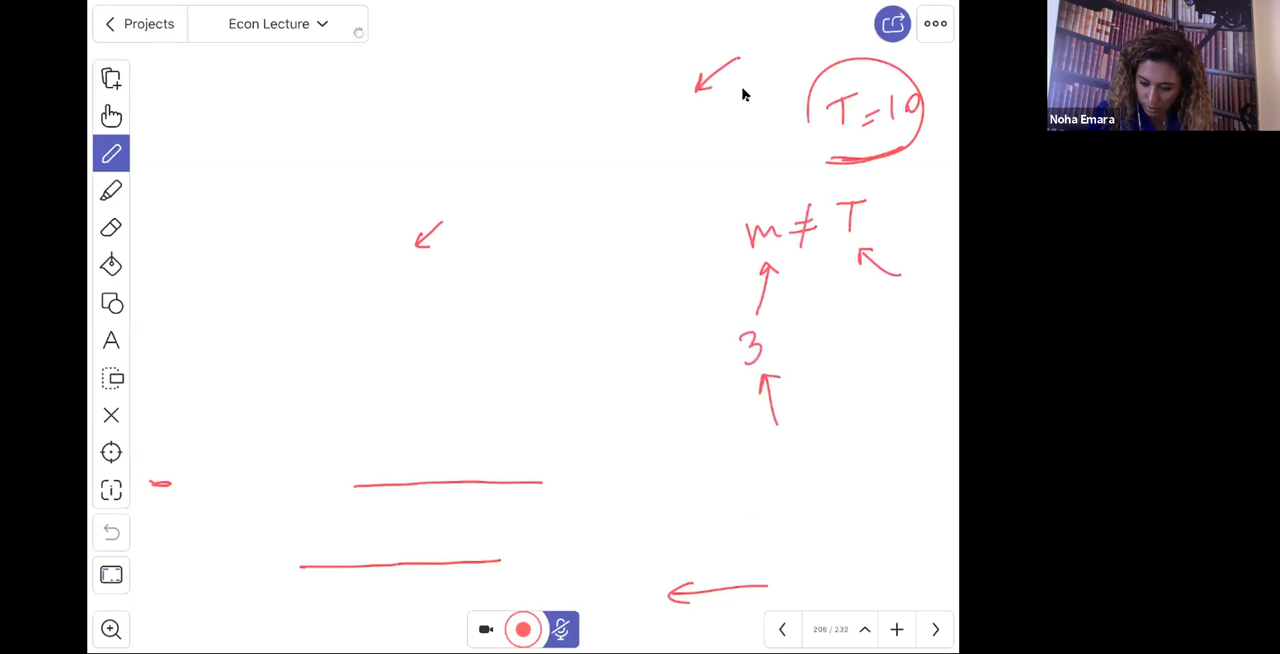 Projects
Econ Lecture
T = 10
Noha Emara
m ≠ T
3
A
206 / 232